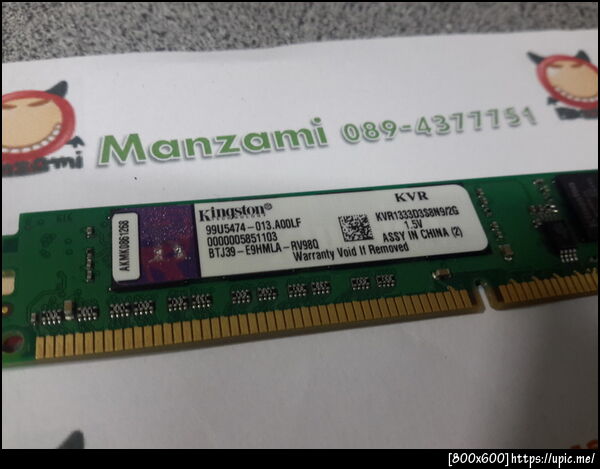 Manzami 089-4377751
zami
Kingston
KVR
99U5474-013.A00LF
KVR1333D3S8N9/2G
0000005851103
1.5V
BTJ39-E9HMLA-RV98Q
ASSY IN CHINA (2)
Warranty Void If Removed
[800x600]https://upic.me/